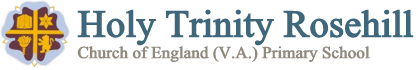 Holy Trinity Rosehill
Church of England (V.A.) Primary School